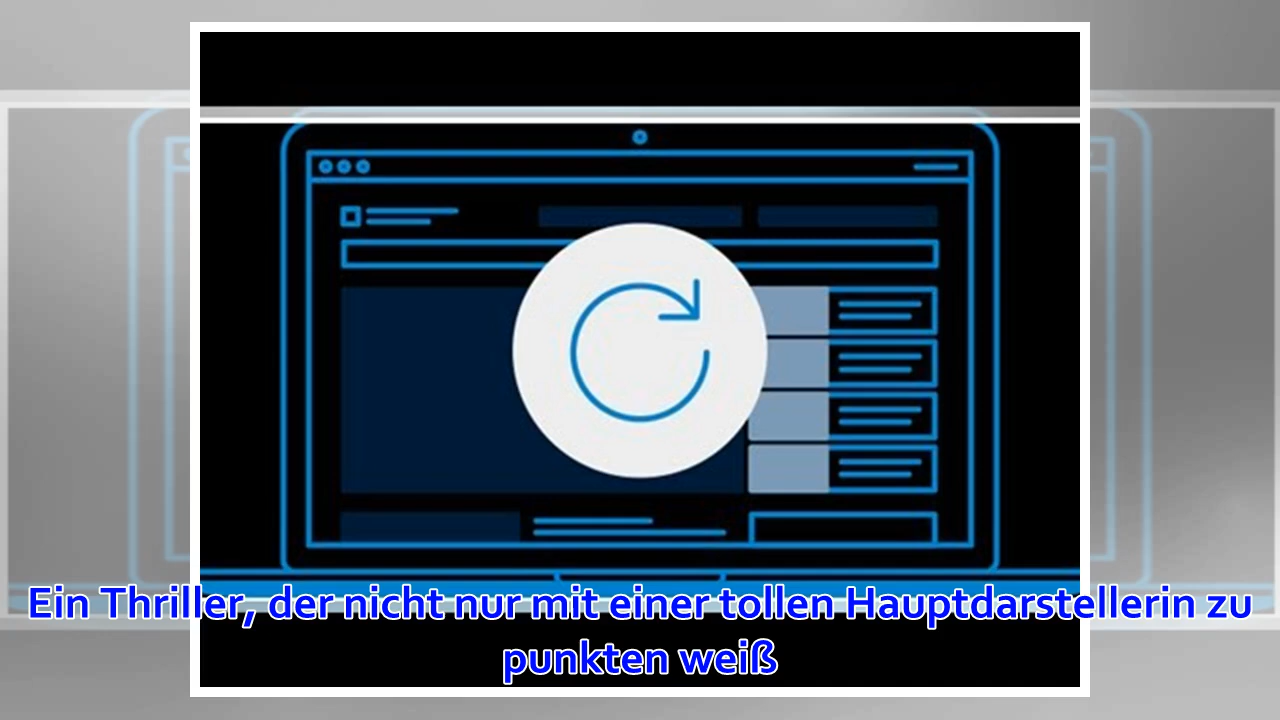 Ein Thriller, der nicht nur mit einer tollen Hauptdarstellerin zu
punkten weiß